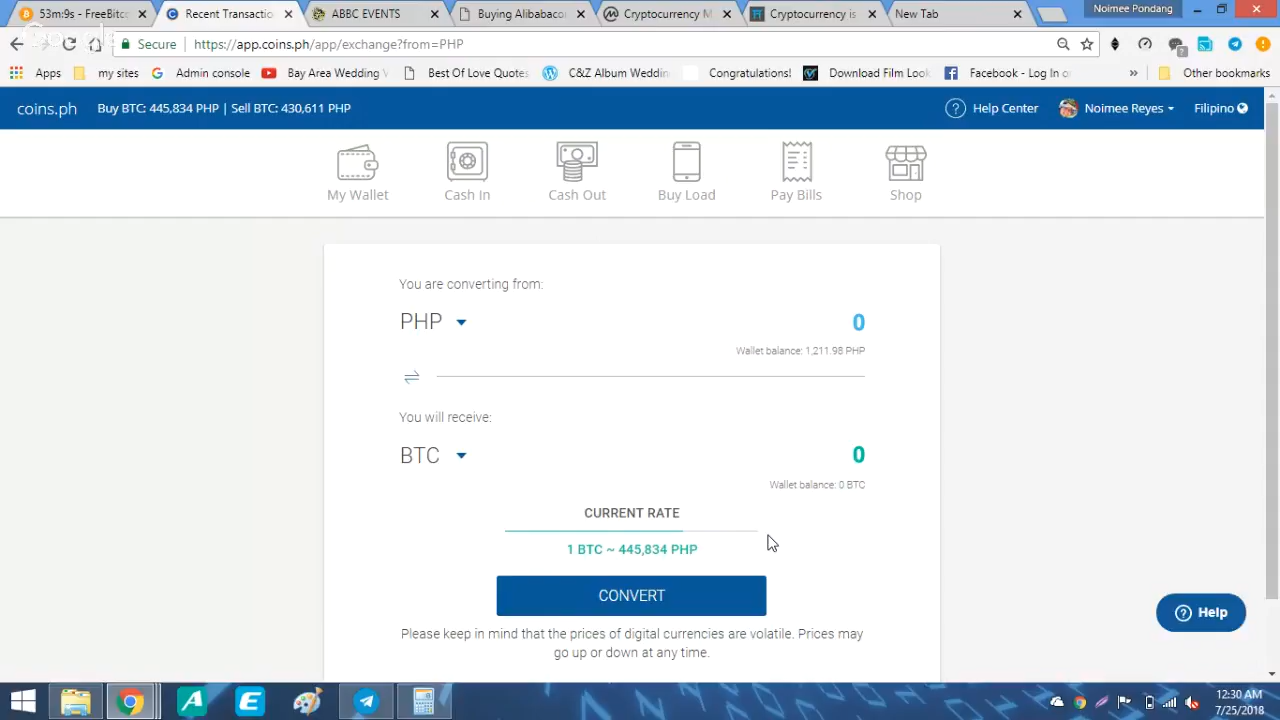 53m:9s - FreeBitco
Recent Transactio
ABBC EVENTS
Buying Alibabacoi
Cryptocurrency M
Cryptocurrency is
New Tab
Noimee Pondang
Secure https://app.coins.ph/app/exchange?from=PHP
Apps my sites Admin console Bay Area Wedding V Best Of Love Quotes C&Z Album Weddin Congratulations! Download Film Look Facebook - Log In o » Other bookmarks
coins.ph Buy BTC: 445,834 PHP | Sell BTC: 430,611 PHP Help Center Noimee Reyes Filipino
My Wallet Cash In Cash Out Buy Load Pay Bills Shop
You are converting from:
PHP 0
Wallet balance: 1,211.98 PHP
You will receive:
BTC 0
Wallet balance: 0 BTC
CURRENT RATE
1 BTC ~ 445,834 PHP
CONVERT
Please keep in mind that the prices of digital currencies are volatile. Prices may
go up or down at any time.
? Help
12:30 AM
7/25/2018